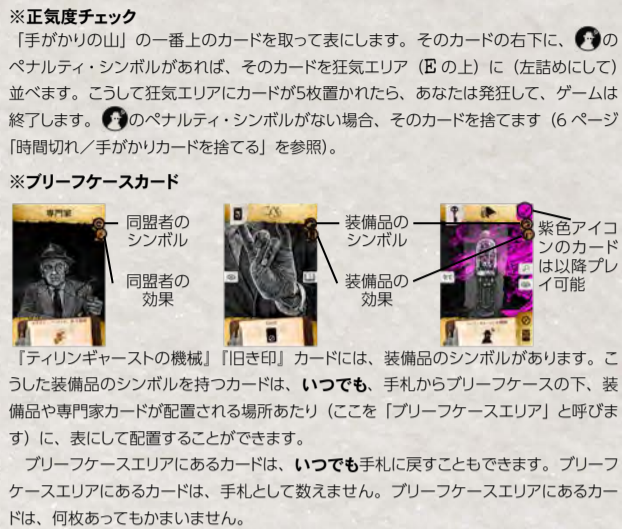 ※正気度チェック
「手がかりの山」の一番上のカードを取って表にします。そのカードの右下に、の
ペナルティ・シンボルがあれば、そのカードを狂気エリア（Eの上）に（左詰めにして）
並べます。こうして狂気エリアにカードが5枚置かれたら、あなたは発狂して、ゲームは
終了します。のペナルティ・シンボルがない場合、そのカードを捨てます（6 ページ
「時間切れ／手がかりカードを捨てる」を参照）。
※ブリーフケースカード
専門家
同盟者の
シンボル
同盟者の
効果
装備品の
シンボル
装備品の
効果
紫色アイコ
ンのカード
は以降プレ
イ可能
『ティリンギャーストの機械』『旧き印』カードには、装備品のシンボルがあります。こ
うした装備品のシンボルを持つカードは、いつでも、手札からブリーフケースの下、装
備品や専門家カードが配置される場所あたり（ここを「ブリーフケースエリア」と呼びま
す）に、表にして配置することができます。
ブリーフケースエリアにあるカードは、いつでも手札に戻すこともできます。ブリーフ
ケースエリアにあるカードは、手札として数えません。ブリーフケースエリアにあるカー
ドは、何枚あってもかまいません。